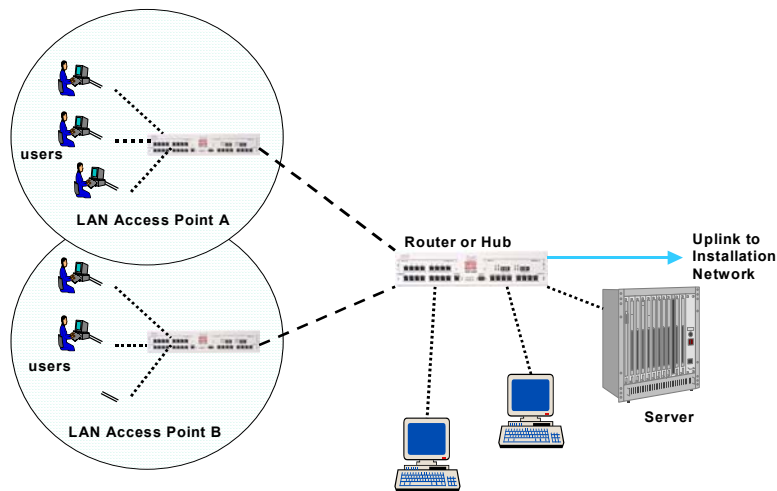 users
LAN Access Point A
users
LAN Access Point B
Router or Hub
Uplink to
Installation
Network
Server